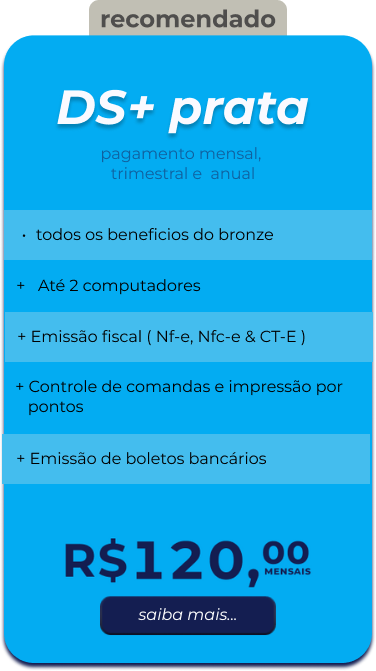 recomendado
DS+ prata
pagamento mensal,
trimestral e anual
· todos os beneficios do bronze
+ Até 2 computadores
+ Emissão fiscal ( Nf-e, Nfc-e & CT-E )
+ Controle de comandas e impressão por
pontos
+ Emissão de boletos bancários
R$120,00
MENSAIS
saiba mais...